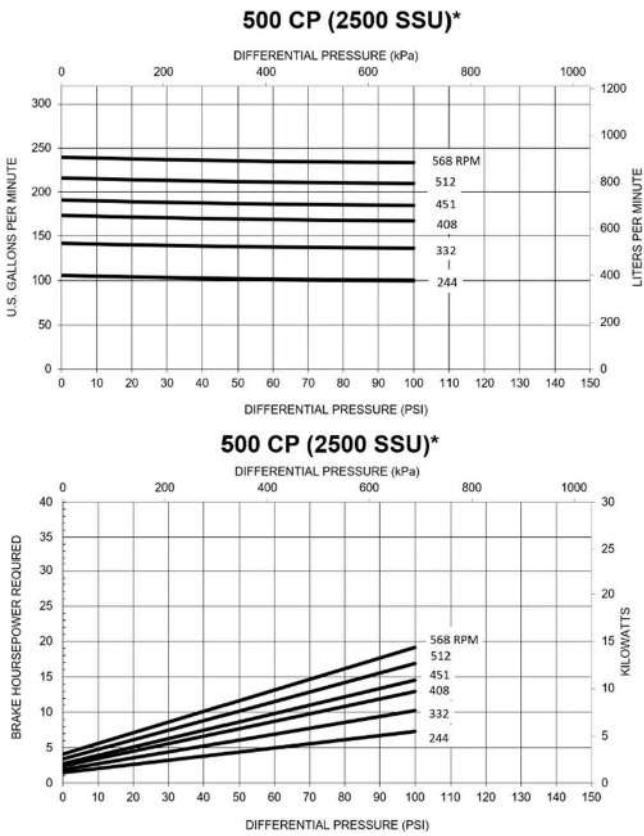 500 CP (2500 SSU)*
DIFFERENTIAL PRESSURE (kPa)
0 200 400 600 800 1000
300
250
200
150
100
50
0
U.S. GALLONS PER MINUTE
568 RPM
512
451
408
332
244
1200
1000
800
600
400
200
0
LITERS PER MINUTE
0 10 20 30 40 50 60 70 80 90 100 110 120 130 140 150
DIFFERENTIAL PRESSURE (PSI)
500 CP (2500 SSU)*
DIFFERENTIAL PRESSURE (kPa)
0 200 400 600 800 1000
40
35
30
25
20
15
10
5
0
BRAKE HOURSEPOWER REQUIRED
568 RPM
512
451
408
332
244
30
25
20
15
10
5
0
KILOWATTS
0 10 20 30 40 50 60 70 80 90 100 110 120 130 140 150
DIFFERENTIAL PRESSURE (PSI)